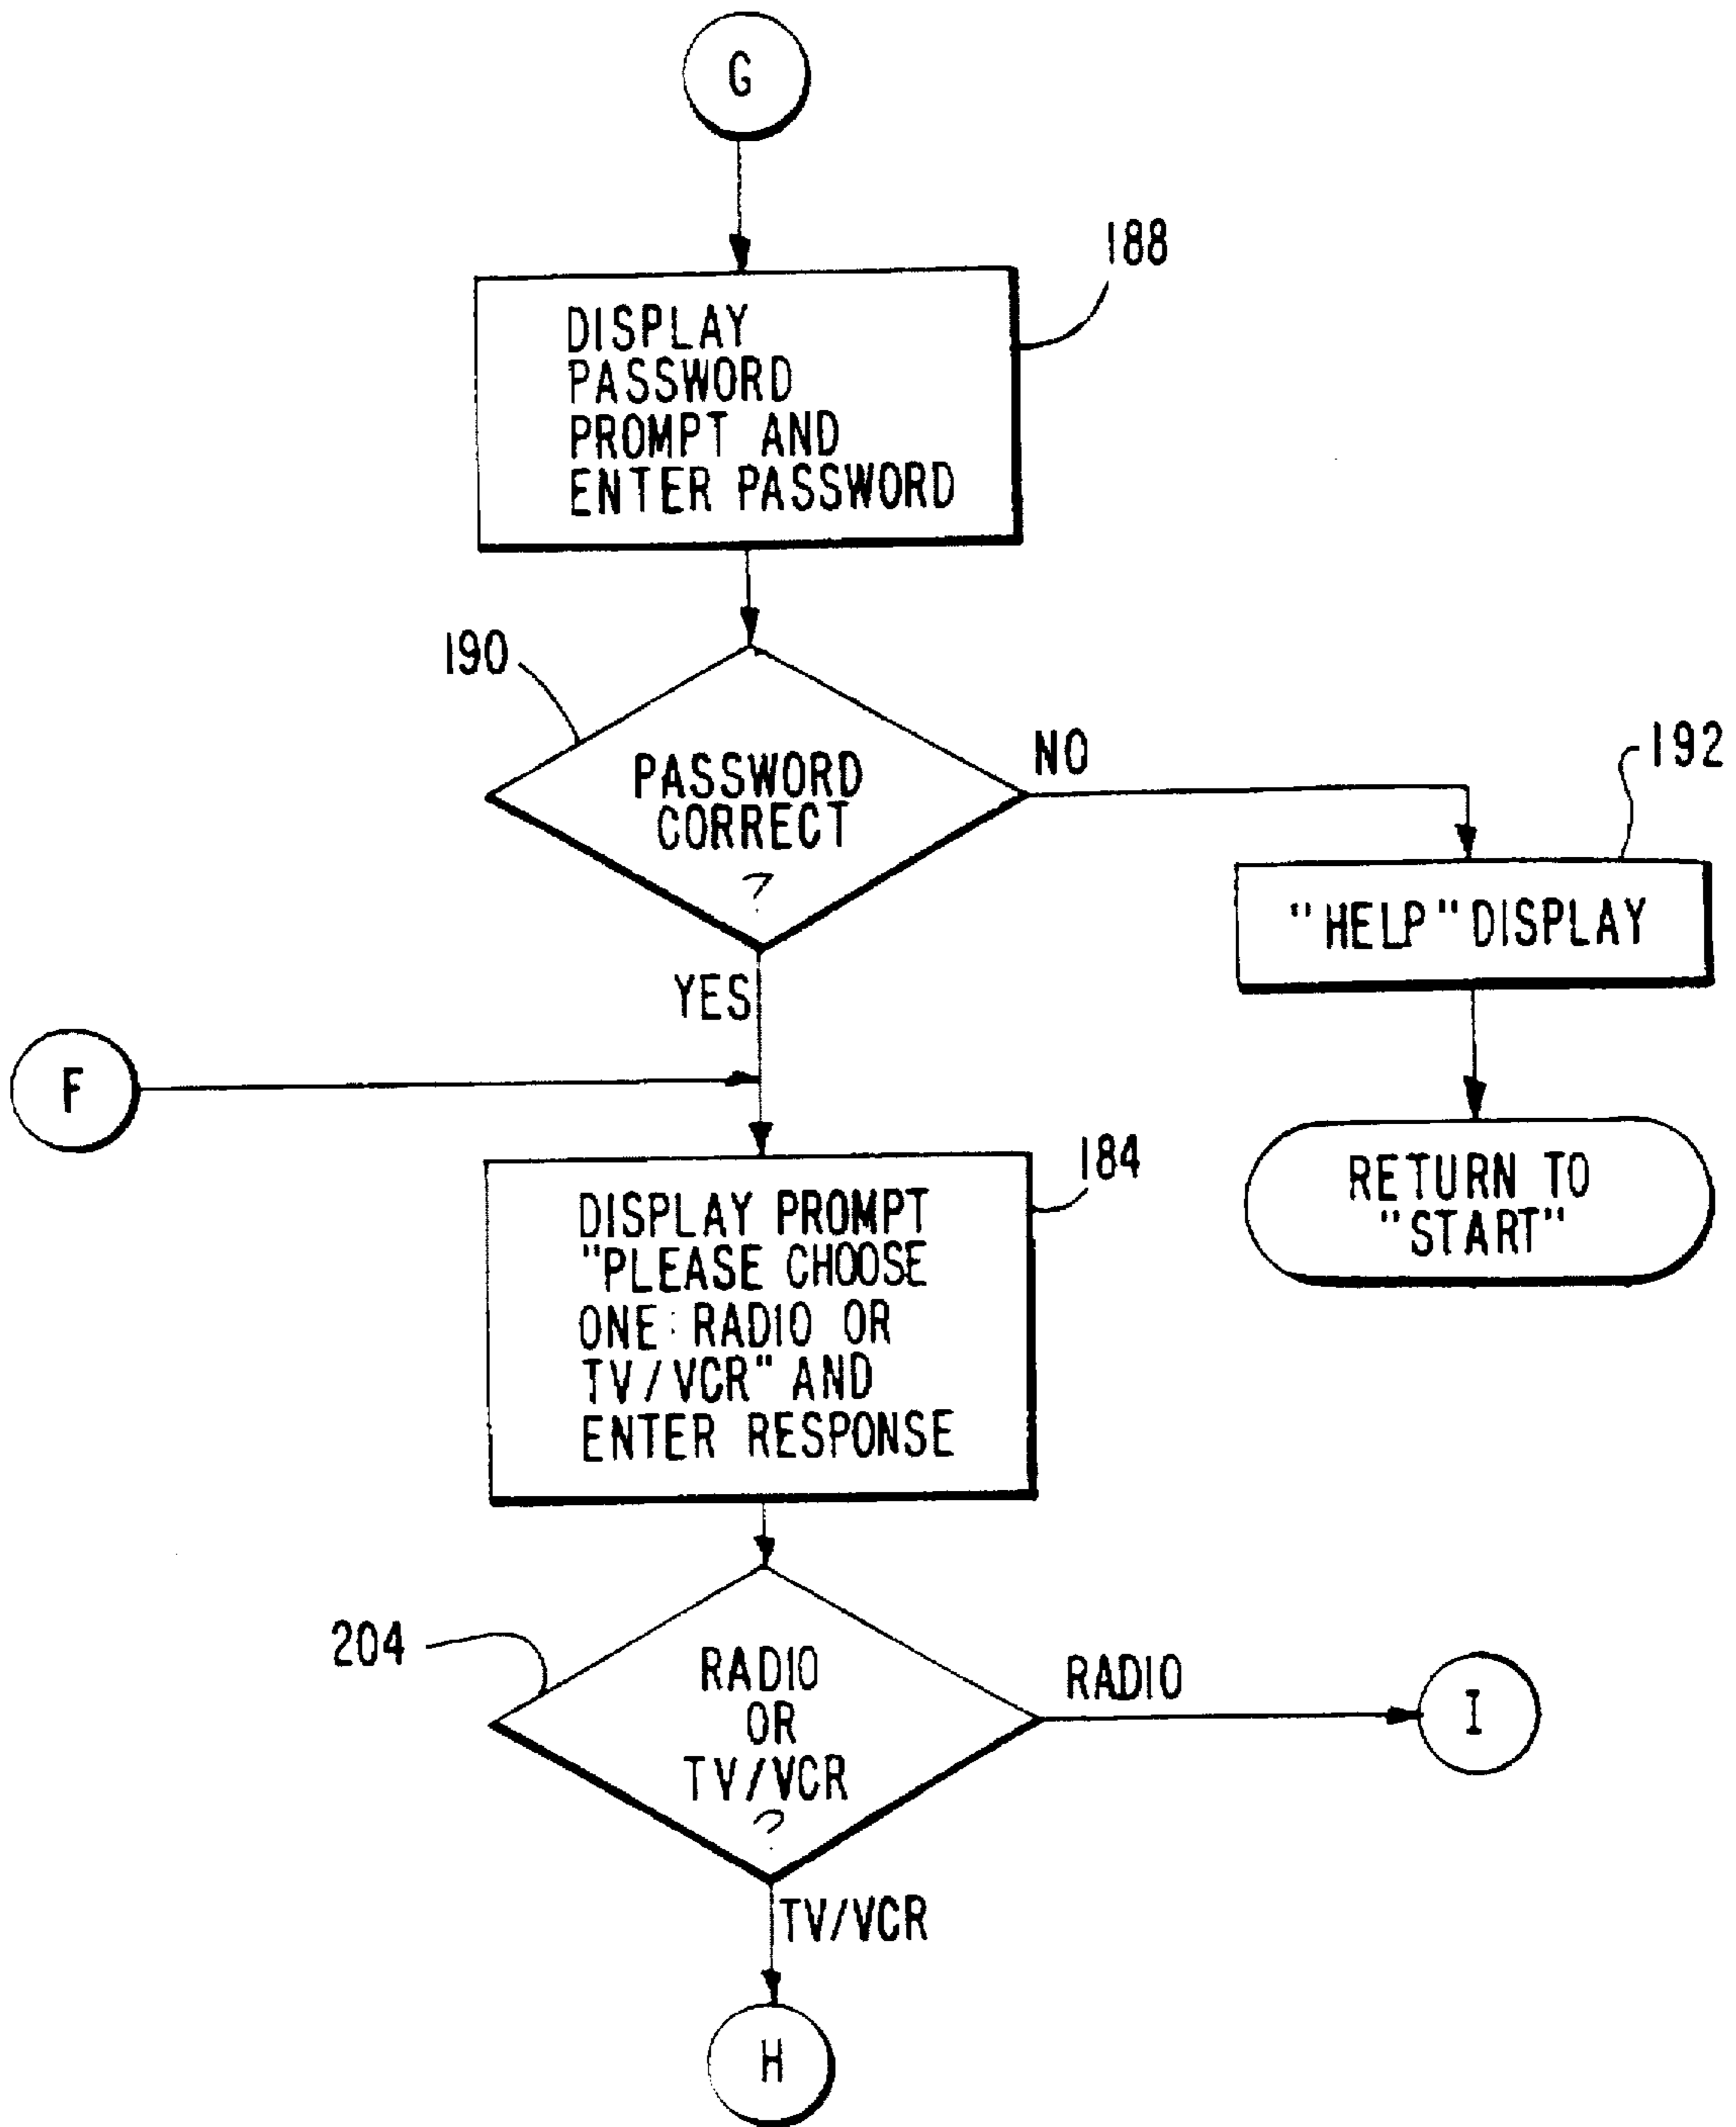 G
188
DISPLAY
PASSWORD
PROMPT AND
ENTER PASSWORD
190
PASSWORD
CORRECT
?
NO
192
"HELP" DISPLAY
YES
F
RETURN TO
"START"
184
DISPLAY PROMPT
"PLEASE CHOOSE
ONE: RADIO OR
TV/VCR" AND
ENTER RESPONSE
204
RADIO
OR
TV/VCR
?
RADIO
I
TV/VCR
H